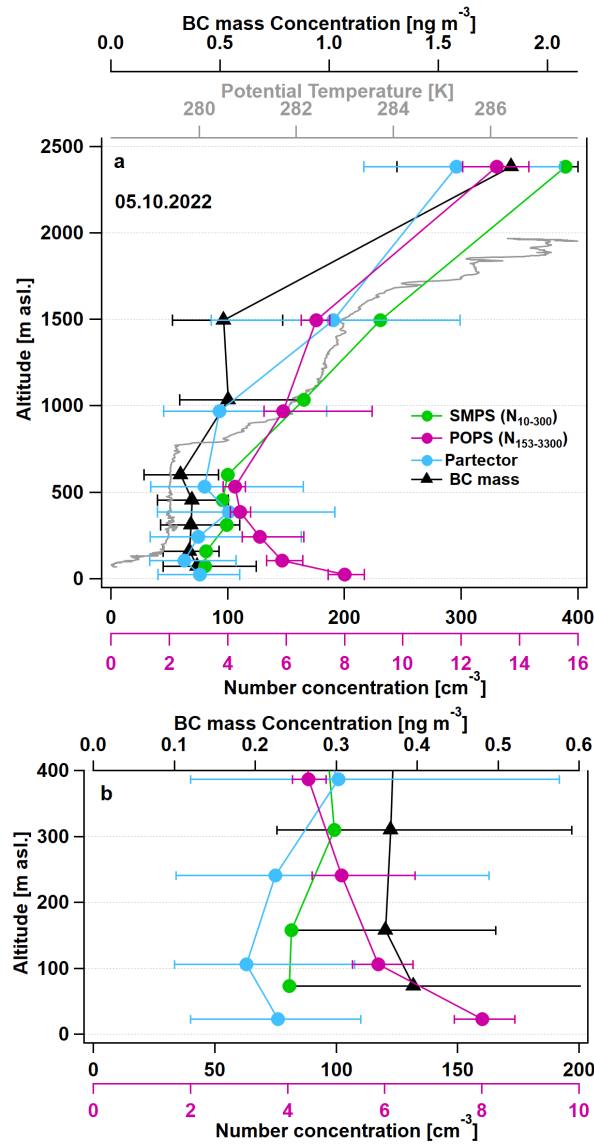 BC mass Concentration [ng m-3]
0.0 0.5 1.0 1.5 2.0
Potential Temperature [K]
280 282 284 286
2500
a
05.10.2022
2000
1500
1000
500
0
Altitude [m asl.]
SMPS (N10-300)
POPS (N153-3300)
Partector
BC mass
0 100 200 300 400
0 2 4 6 8 10 12 14 16
Number concentration [cm-3]
BC mass Concentration [ng m-3]
0.0 0.1 0.2 0.3 0.4 0.5 0.6
400
b
300
200
100
0
Altitude [m asl.]
0 50 100 150 200
0 2 4 6 8 10
Number concentration [cm-3]